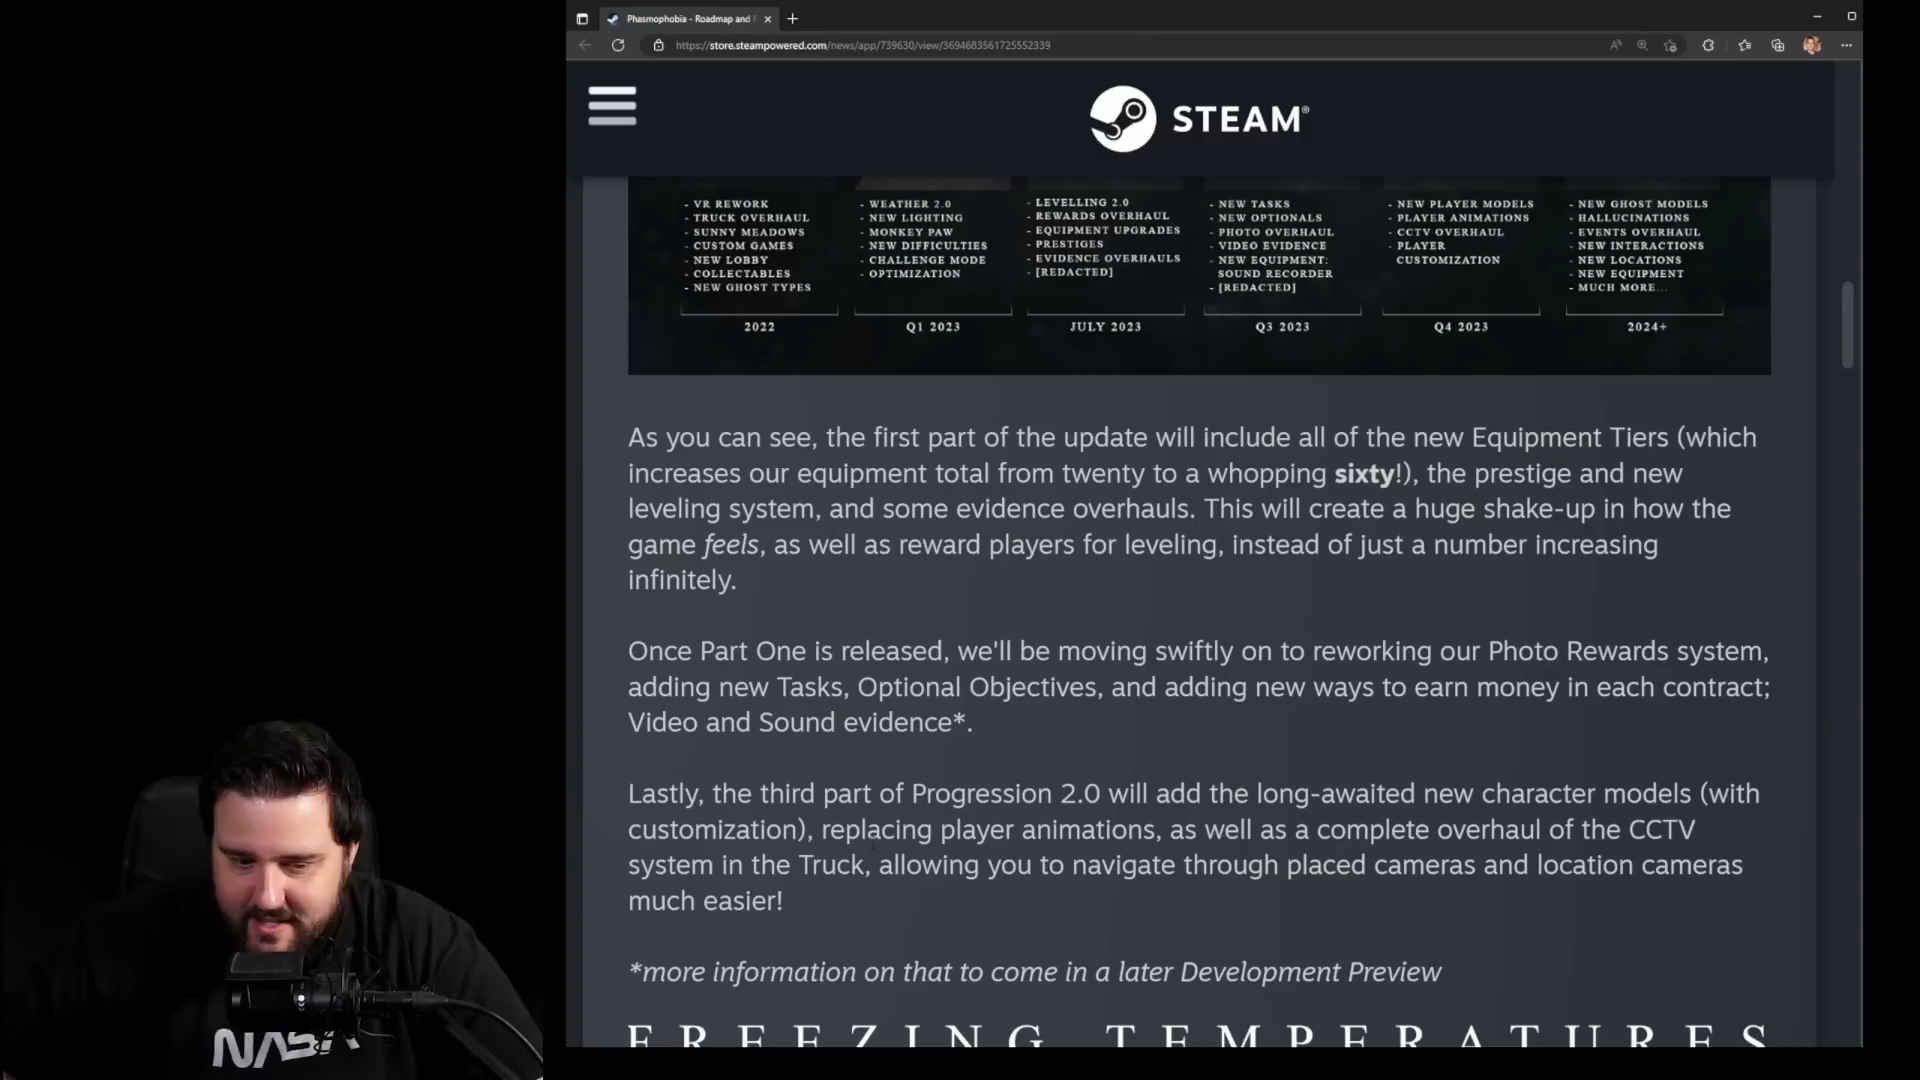 Phasmophobia - Roadmap and
https://store.steampowered.com/news/app/739630/view/3694683561725552339
STEAM®
- VR REWORK
- TRUCK OVERHAUL
- SUNNY MEADOWS
- CUSTOM GAMES
- NEW LOBBY
- COLLECTABLES
- NEW GHOST TYPES
2022
- WEATHER 2.0
- NEW LIGHTING
- MONKEY PAW
- NEW DIFFICULTIES
- CHALLENGE MODE
- OPTIMIZATION
Q1 2023
- LEVELLING 2.0
- REWARDS OVERHAUL
- EQUIPMENT UPGRADES
- PRESTIGES
- EVIDENCE OVERHAULS
- [REDACTED]
JULY 2023
- NEW TASKS
- NEW OPTIONALS
- PHOTO OVERHAUL
- VIDEO EVIDENCE
- NEW EQUIPMENT:
SOUND RECORDER
- [REDACTED]
Q3 2023
- NEW PLAYER MODELS
- PLAYER ANIMATIONS
- CCTV OVERHAUL
- PLAYER
CUSTOMIZATION
Q4 2023
- NEW GHOST MODELS
- HALLUCINATIONS
- EVENTS OVERHAUL
- NEW INTERACTIONS
- NEW LOCATIONS
- NEW EQUIPMENT
- MUCH MORE...
2024+
As you can see, the first part of the update will include all of the new Equipment Tiers (which
increases our equipment total from twenty to a whopping sixty!), the prestige and new
leveling system, and some evidence overhauls. This will create a huge shake-up in how the
game feels, as well as reward players for leveling, instead of just a number increasing
infinitely.
Once Part One is released, we'll be moving swiftly on to reworking our Photo Rewards system,
adding new Tasks, Optional Objectives, and adding new ways to earn money in each contract;
Video and Sound evidence*.
Lastly, the third part of Progression 2.0 will add the long-awaited new character models (with
customization), replacing player animations, as well as a complete overhaul of the CCTV
system in the Truck, allowing you to navigate through placed cameras and location cameras
much easier!
*more information on that to come in a later Development Preview
FREEZING TEMPERATURES
NASA